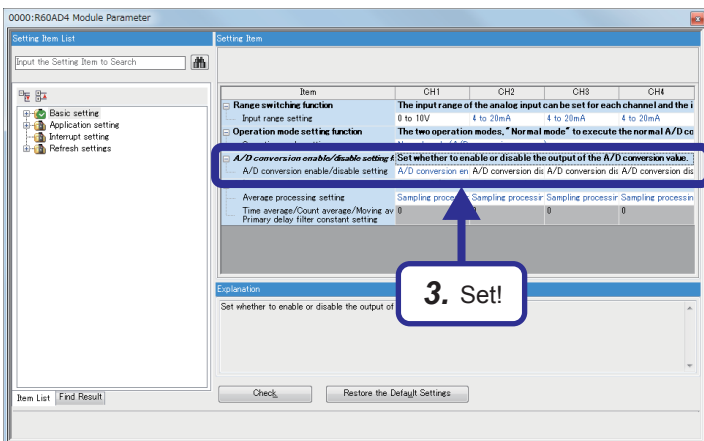 0000:R60AD4 Module Parameter
Setting Item List
Setting Item
Input the Setting Item to Search
Basic setting
Application setting
Interrupt setting
Refresh settings
Item CH1 CH2 CH3 CH4
Range switching function The input range of the analog input can be set for each channel and the i
Input range setting 0 to 10V 4 to 20mA 4 to 20mA 4 to 20mA
Operation mode setting function The two operation modes, "Normal mode" to execute the normal A/D co
A/D conversion enable/disable setting f Set whether to enable or disable the output of the A/D conversion value.
A/D conversion enable/disable setting A/D conversion en A/D conversion dis A/D conversion dis A/D conversion dis
Average processing setting Sampling proces Sampling processir Sampling processir Sampling processin
Time average/Count average/Moving av 0 0 0
Primary delay filter constant setting
3. Set!
Explanation
Set whether to enable or disable the output of
Check
Restore the Default Settings
Item List Find Result